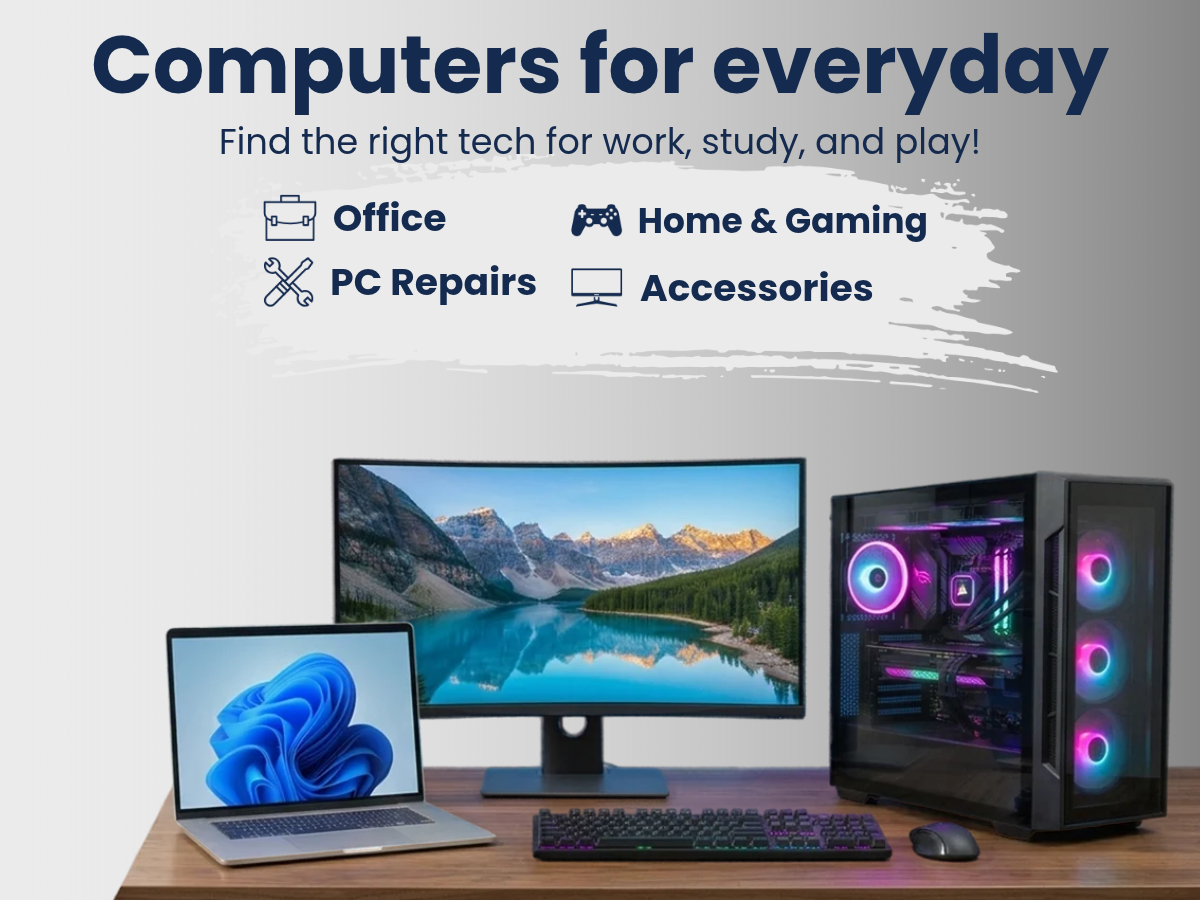 Computers for everyday
Find the right tech for work, study, and play!
Office
Home & Gaming
PC Repairs
Accessories